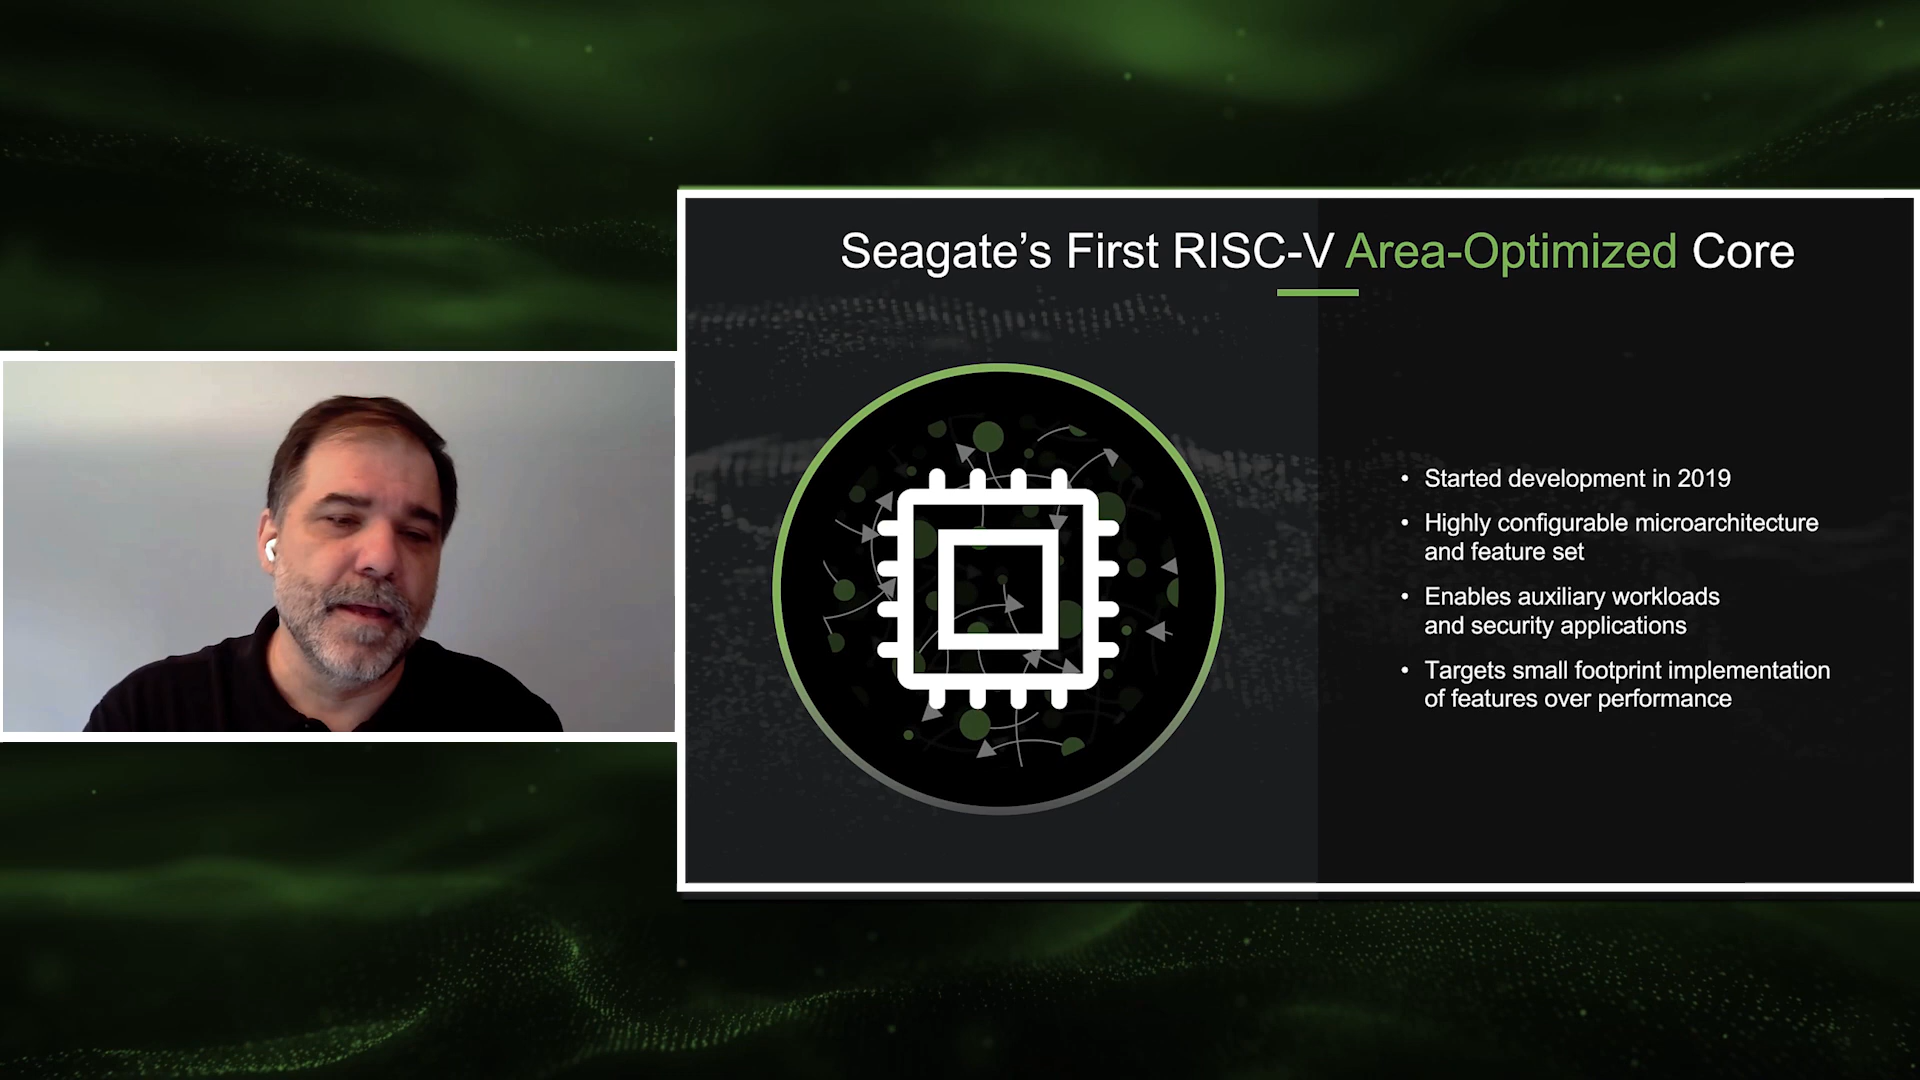 Seagate’s First RISC-V Area-Optimized Core
• Started development in 2019
• Highly configurable microarchitecture
and feature set
• Enables auxiliary workloads
and security applications
• Targets small footprint implementation
of features over performance